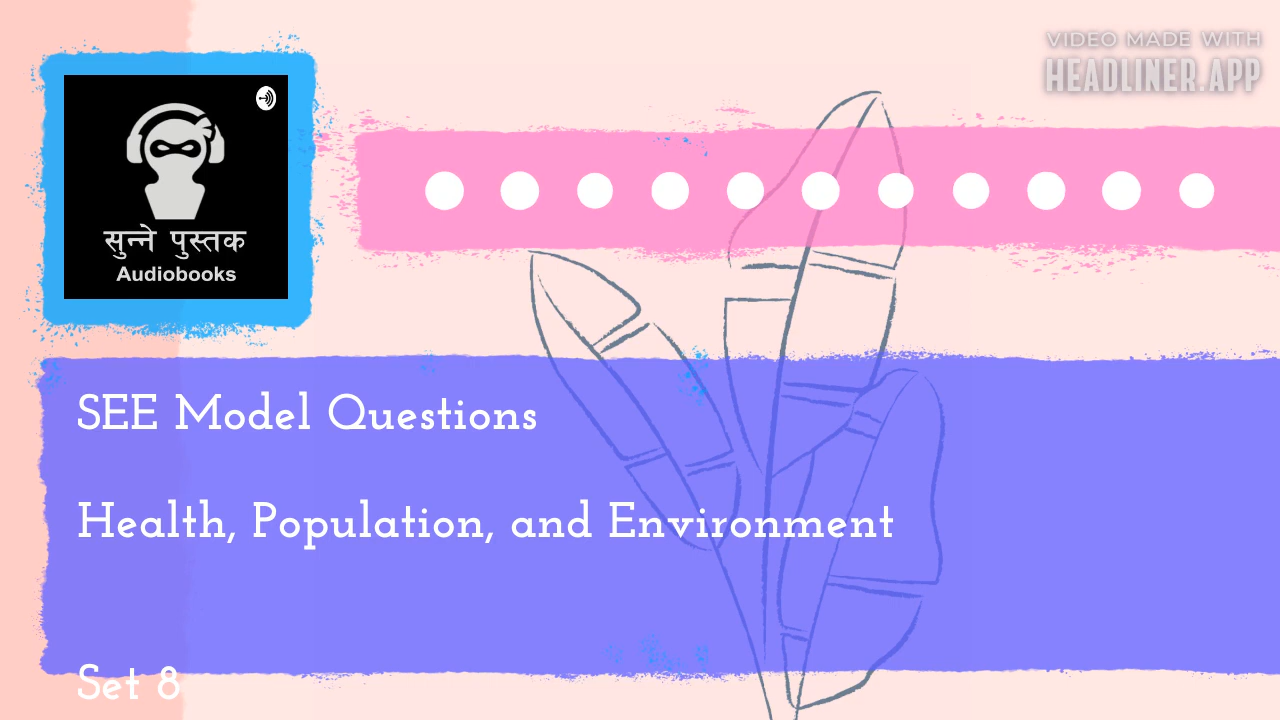 VIDEO MADE WITH
HEADLINER.APP
सुन्ने पुस्तक
Audiobooks
SEE Model Questions
Health, Population, and Environment
Set 8